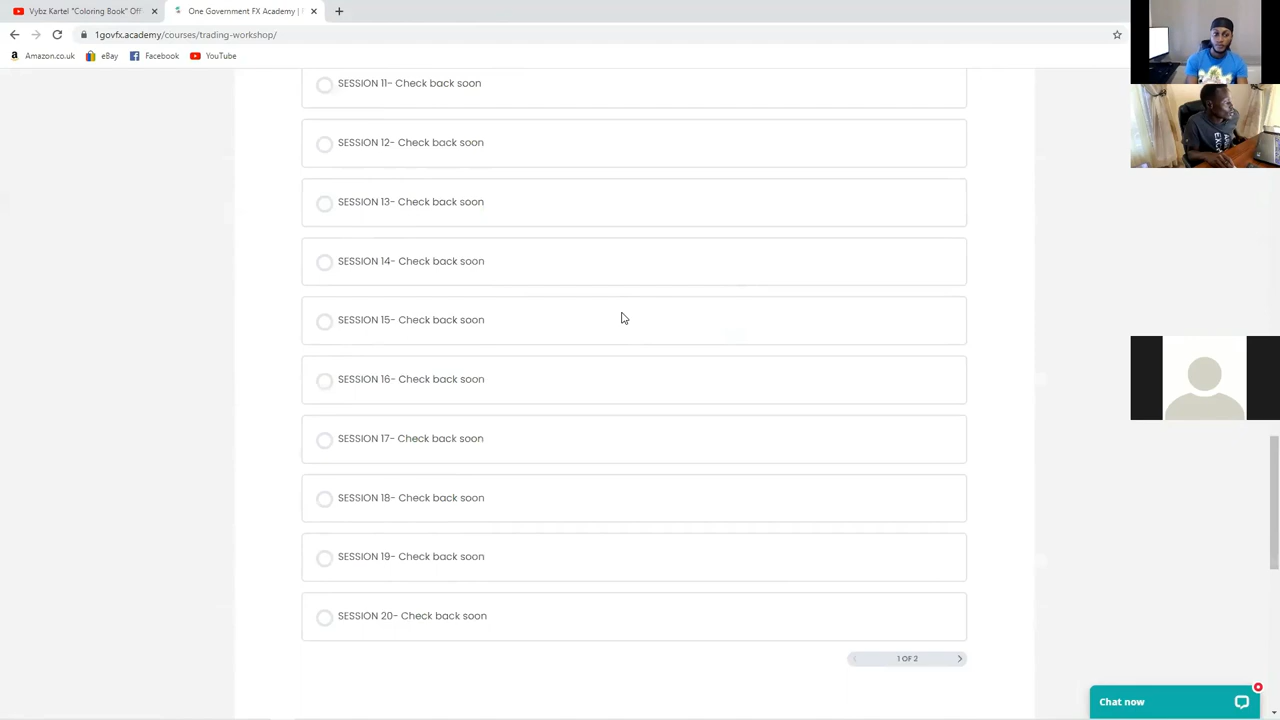 Vybz Kartel "Coloring Book" Off
One Government FX Academy | F
1govfx.academy/courses/trading-workshop/
Amazon.co.uk
eBay
Facebook
YouTube
SESSION 11- Check back soon
SESSION 12- Check back soon
SESSION 13- Check back soon
SESSION 14- Check back soon
SESSION 15- Check back soon
SESSION 16- Check back soon
SESSION 17- Check back soon
SESSION 18- Check back soon
SESSION 19- Check back soon
SESSION 20- Check back soon
1 OF 2
Chat now